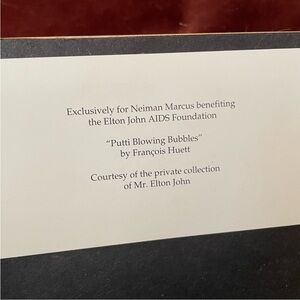 Exclusively for Neiman Marcus benefiting
the Elton John AIDS Foundation
“Putti Blowing Bubbles”
by François Huett
Courtesy of the private collection
of Mr. Elton John